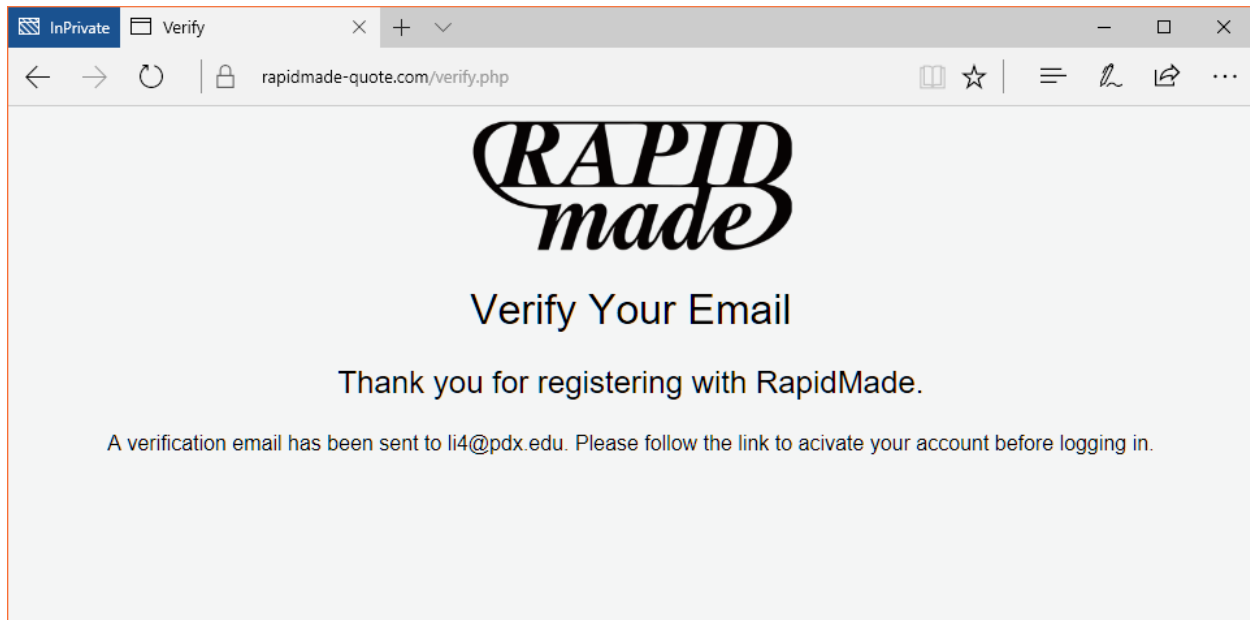 InPrivate Verify
rapidmade-quote.com/verify.php
RAPID
made
Verify Your Email
Thank you for registering with RapidMade.
A verification email has been sent to li4@pdx.edu. Please follow the link to acivate your account before logging in.